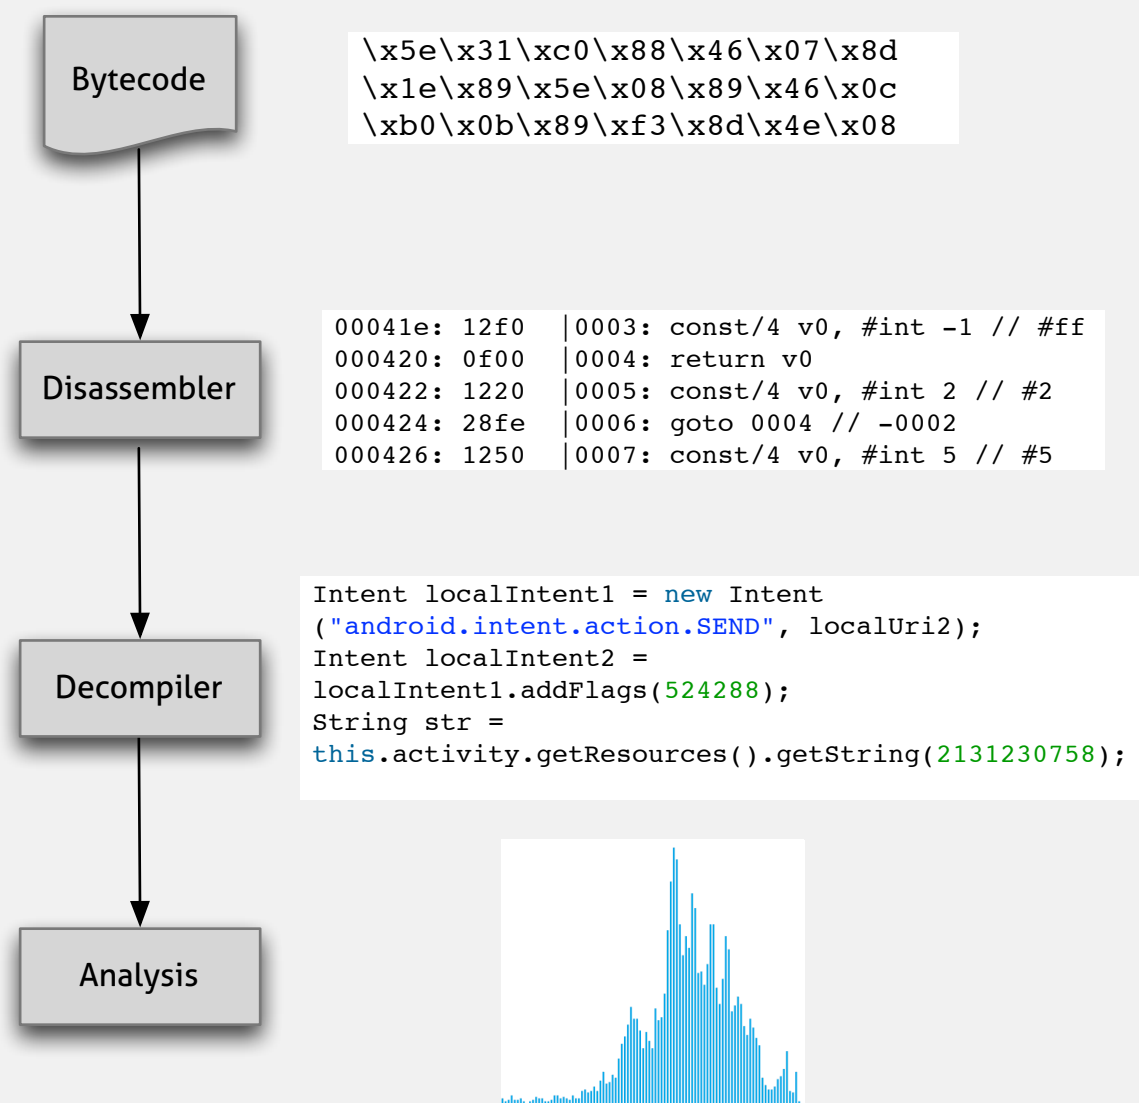 Bytecode
\x5e\x31\xc0\x88\x46\x07\x8d
\x1e\x89\x5e\x08\x89\x46\x0c
\xb0\x0b\x89\xf3\x8d\x4e\x08
Disassembler
00041e: 12f0  |0003: const/4 v0, #int -1 // #ff
000420: 0f00  |0004: return v0
000422: 1220  |0005: const/4 v0, #int 2 // #2
000424: 28fe  |0006: goto 0004 // -0002
000426: 1250  |0007: const/4 v0, #int 5 // #5
Decompiler
Intent localIntent1 = new Intent
("android.intent.action.SEND", localUri2);
Intent localIntent2 =
localIntent1.addFlags(524288);
String str =
this.activity.getResources().getString(2131230758);
Analysis